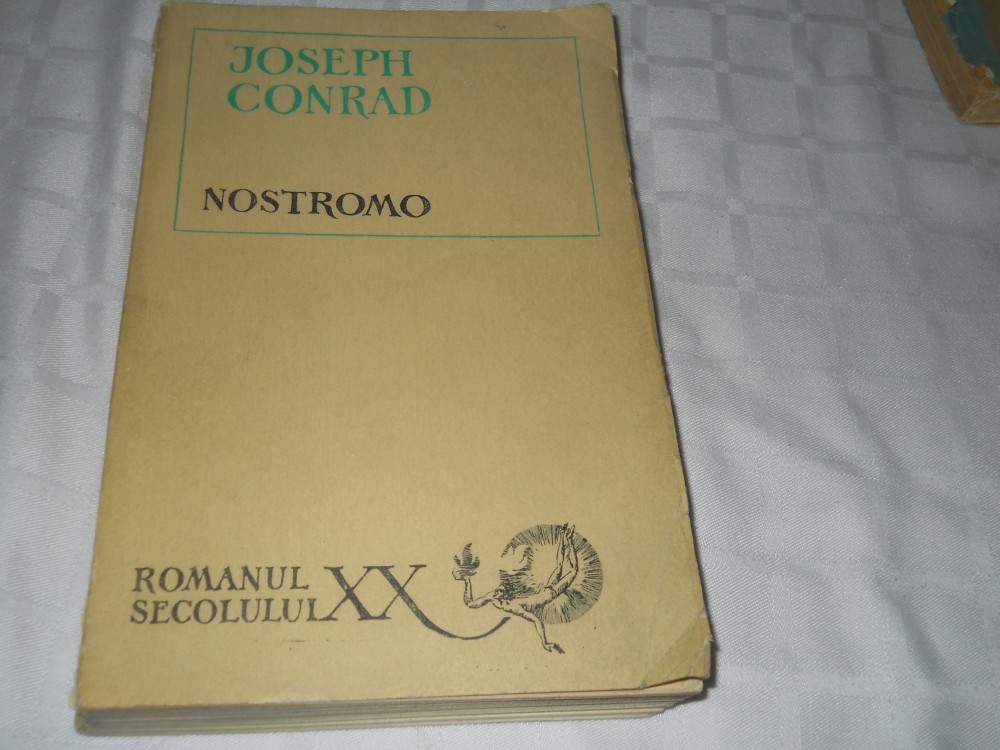 JOSEPH
CONRAD
NOSTROMO
ROMANUL
SECOLULUI XX